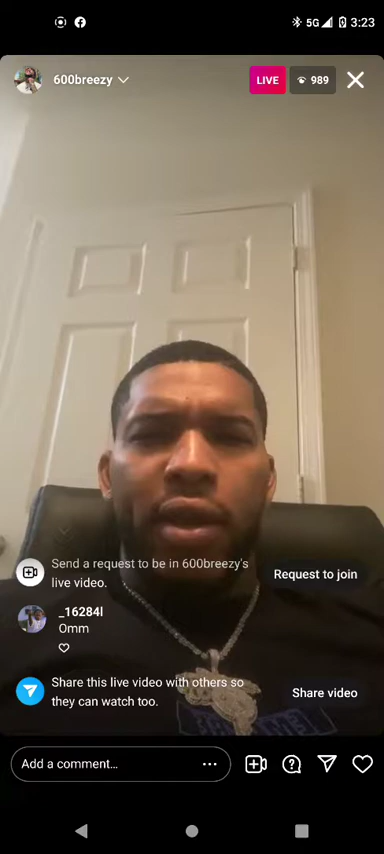 5G 3:23
600breezy LIVE 989
Send a request to be in 600breezy's
live video.
Request to join
_16284l
Omm
Share this live video with others so
they can watch too.
Share video
Add a comment...